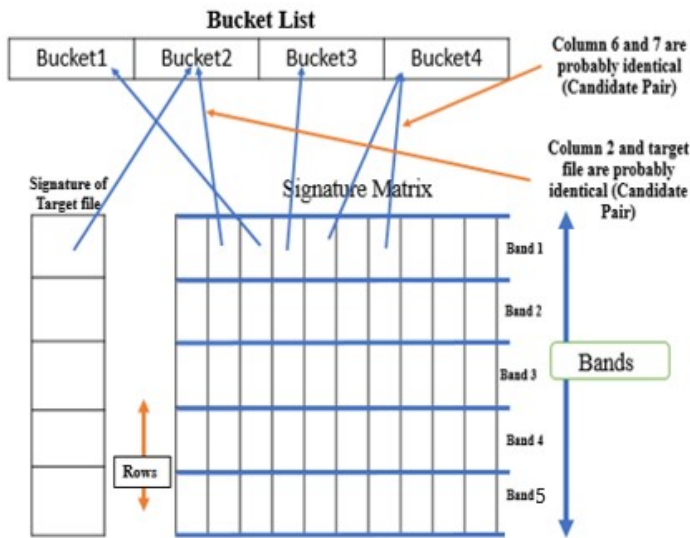 Bucket List
Bucket1 Bucket2 Bucket3 Bucket4
Column 6 and 7 are
probably identical
(Candidate Pair)
Column 2 and target
file are probably
identical (Candidate
Pair)
Signature of
Target file
Signature Matrix
Band 1
Band 2
Band 3
Band 4
Band 5
Bands
Rows